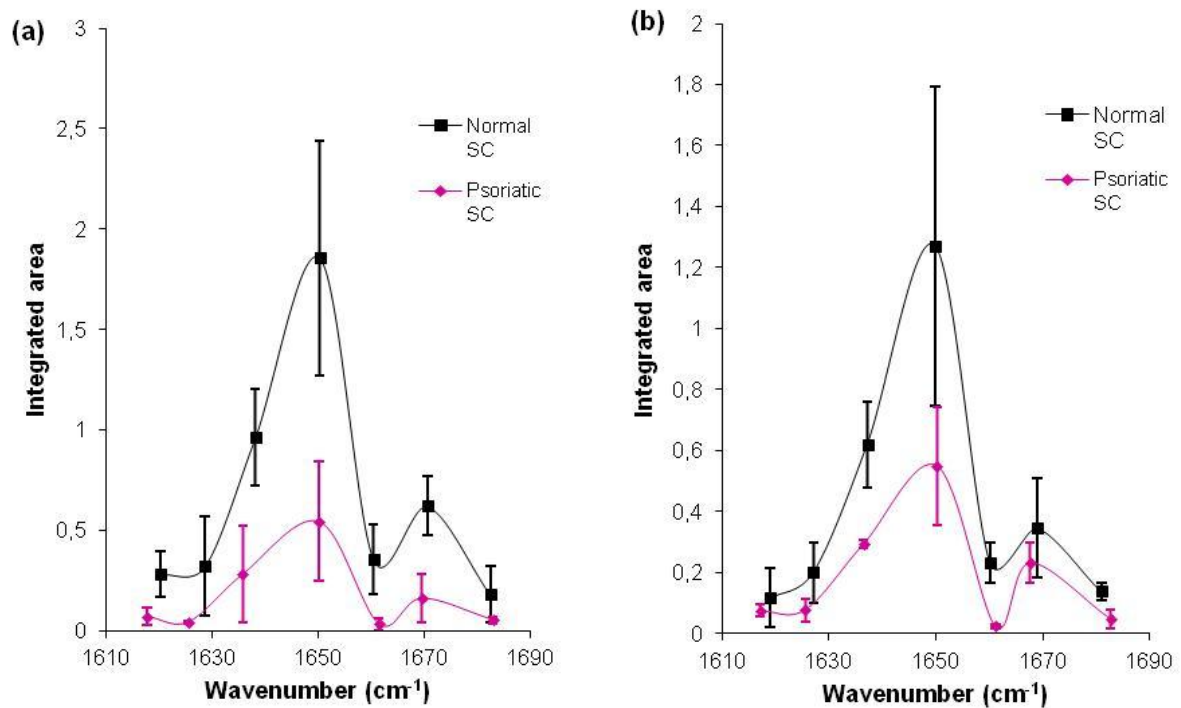 (a)
3
2,5
2
1,5
1
0,5
0
Integrated area
1610 1630 1650 1670 1690
Wavenumber (cm⁻¹)
Normal
SC
Psoriatic
SC
(b)
2
1,8
1,6
1,4
1,2
1
0,8
0,6
0,4
0,2
0
Integrated area
1610 1630 1650 1670 1690
Wavenumber (cm⁻¹)
Normal
SC
Psoriatic
SC